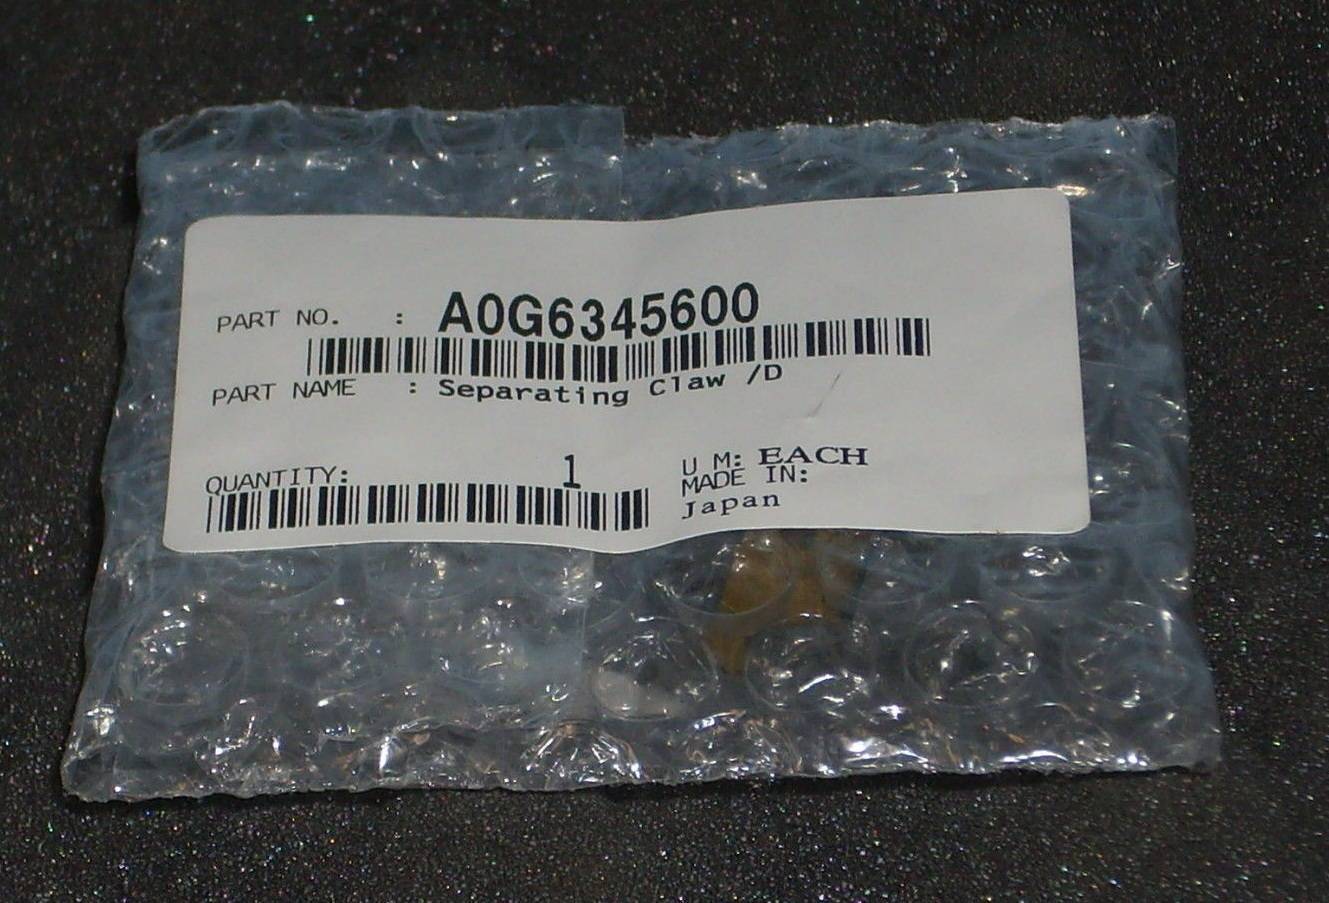 PART NO. : A0G6345600
PART NAME : Separating Claw /D
QUANTITY: 1
U M: EACH
MADE IN:
Japan